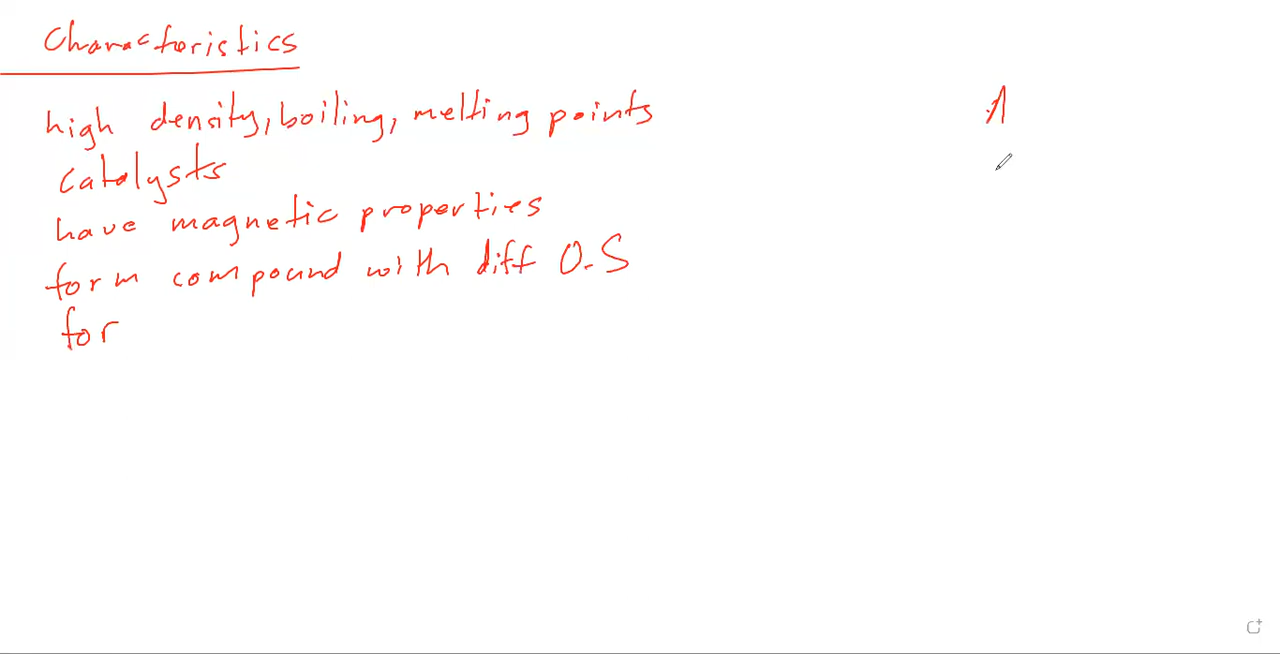 Characteristics
high density, boiling, melting points
A
catalysts
have magnetic properties
form compound with diff O.S
for